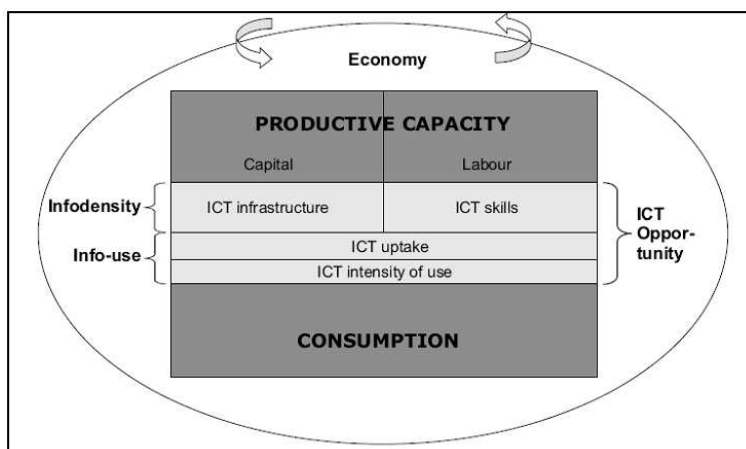 Economy
PRODUCTIVE CAPACITY
Capital
Labour
Infodensity
ICT infrastructure
ICT skills
Info-use
ICT uptake
ICT intensity of use
ICT
Oppor-
tunity
CONSUMPTION